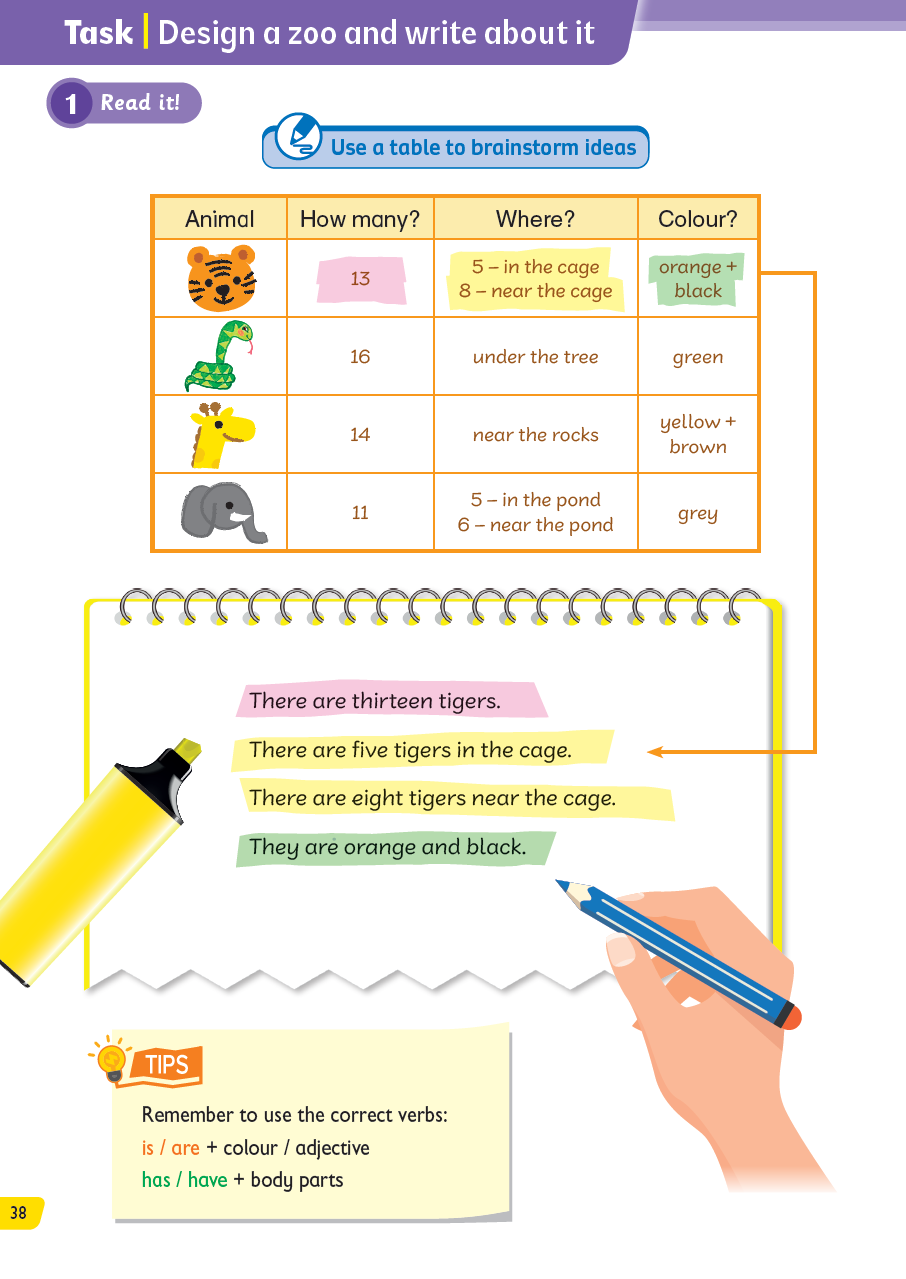 Task | Design a zoo and write about it
1 Read it!
Use a table to brainstorm ideas
Animal How many? Where? Colour?
13
5 – in the cage
8 – near the cage
orange +
black
16 under the tree green
14 near the rocks
yellow +
brown
11
5 – in the pond
6 – near the pond
grey
There are thirteen tigers.
There are five tigers in the cage.
There are eight tigers near the cage.
They are orange and black.
TIPS
Remember to use the correct verbs:
is / are + colour / adjective
has / have + body parts
38